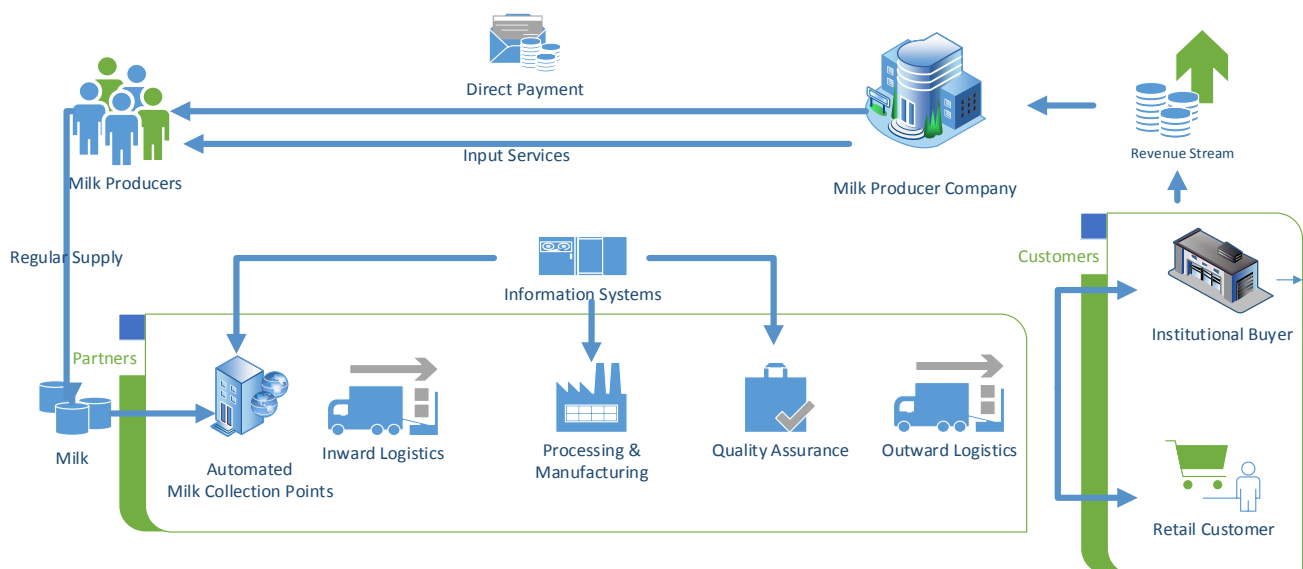 Direct Payment
Input Services
Milk Producers
Milk Producer Company
Revenue Stream
Regular Supply
Information Systems
Customers
Institutional Buyer
Partners
Milk
Automated
Milk Collection Points
Inward Logistics
Processing &
Manufacturing
Quality Assurance
Outward Logistics
Retail Customer